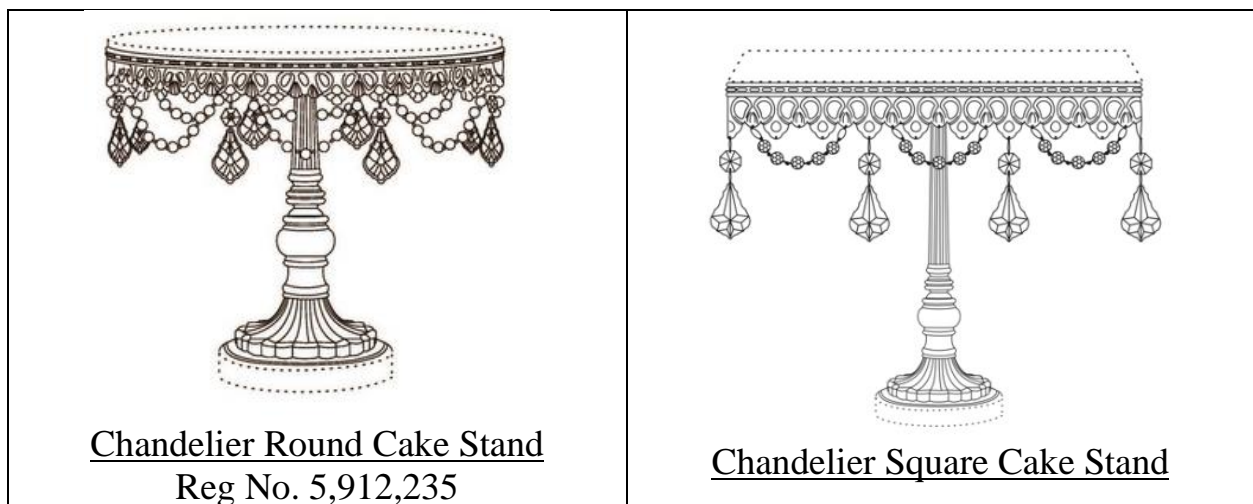 Chandelier Round Cake Stand
Reg No. 5,912,235
Chandelier Square Cake Stand